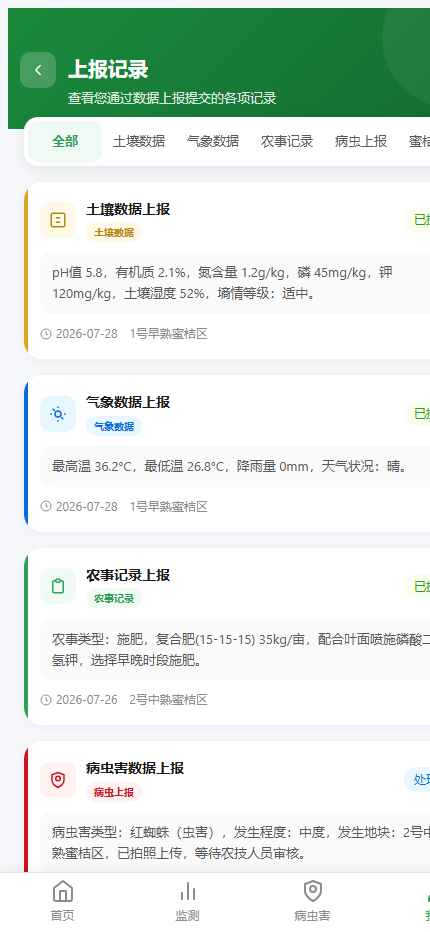 上报记录
查看您通过数据上报提交的各项记录
全部 土壤数据 气象数据 农事记录 病虫上报 蜜
土壤数据上报
已
土壤数据
pH值 5.8，有机质 2.1%，氮含量 1.2g/kg，磷 45mg/kg，钾
120mg/kg，土壤湿度 52%，墒情等级：适中。
2026-07-28 1号早熟蜜桔区
气象数据上报
已
气象数据
最高温 36.2°C，最低温 26.8°C，降雨量 0mm，天气状况：晴。
2026-07-28 1号早熟蜜桔区
农事记录上报
已
农事记录
农事类型：施肥，复合肥(15-15-15) 35kg/亩，配合叶面喷施磷酸二
氢钾，选择早晚时段施肥。
2026-07-26 2号中熟蜜桔区
病虫害数据上报
处
病虫上报
病虫害类型：红蜘蛛（虫害），发生程度：中度，发生地块：2号中
熟蜜桔区，已拍照上传，等待农技人员审核。
首页 监测 病虫害